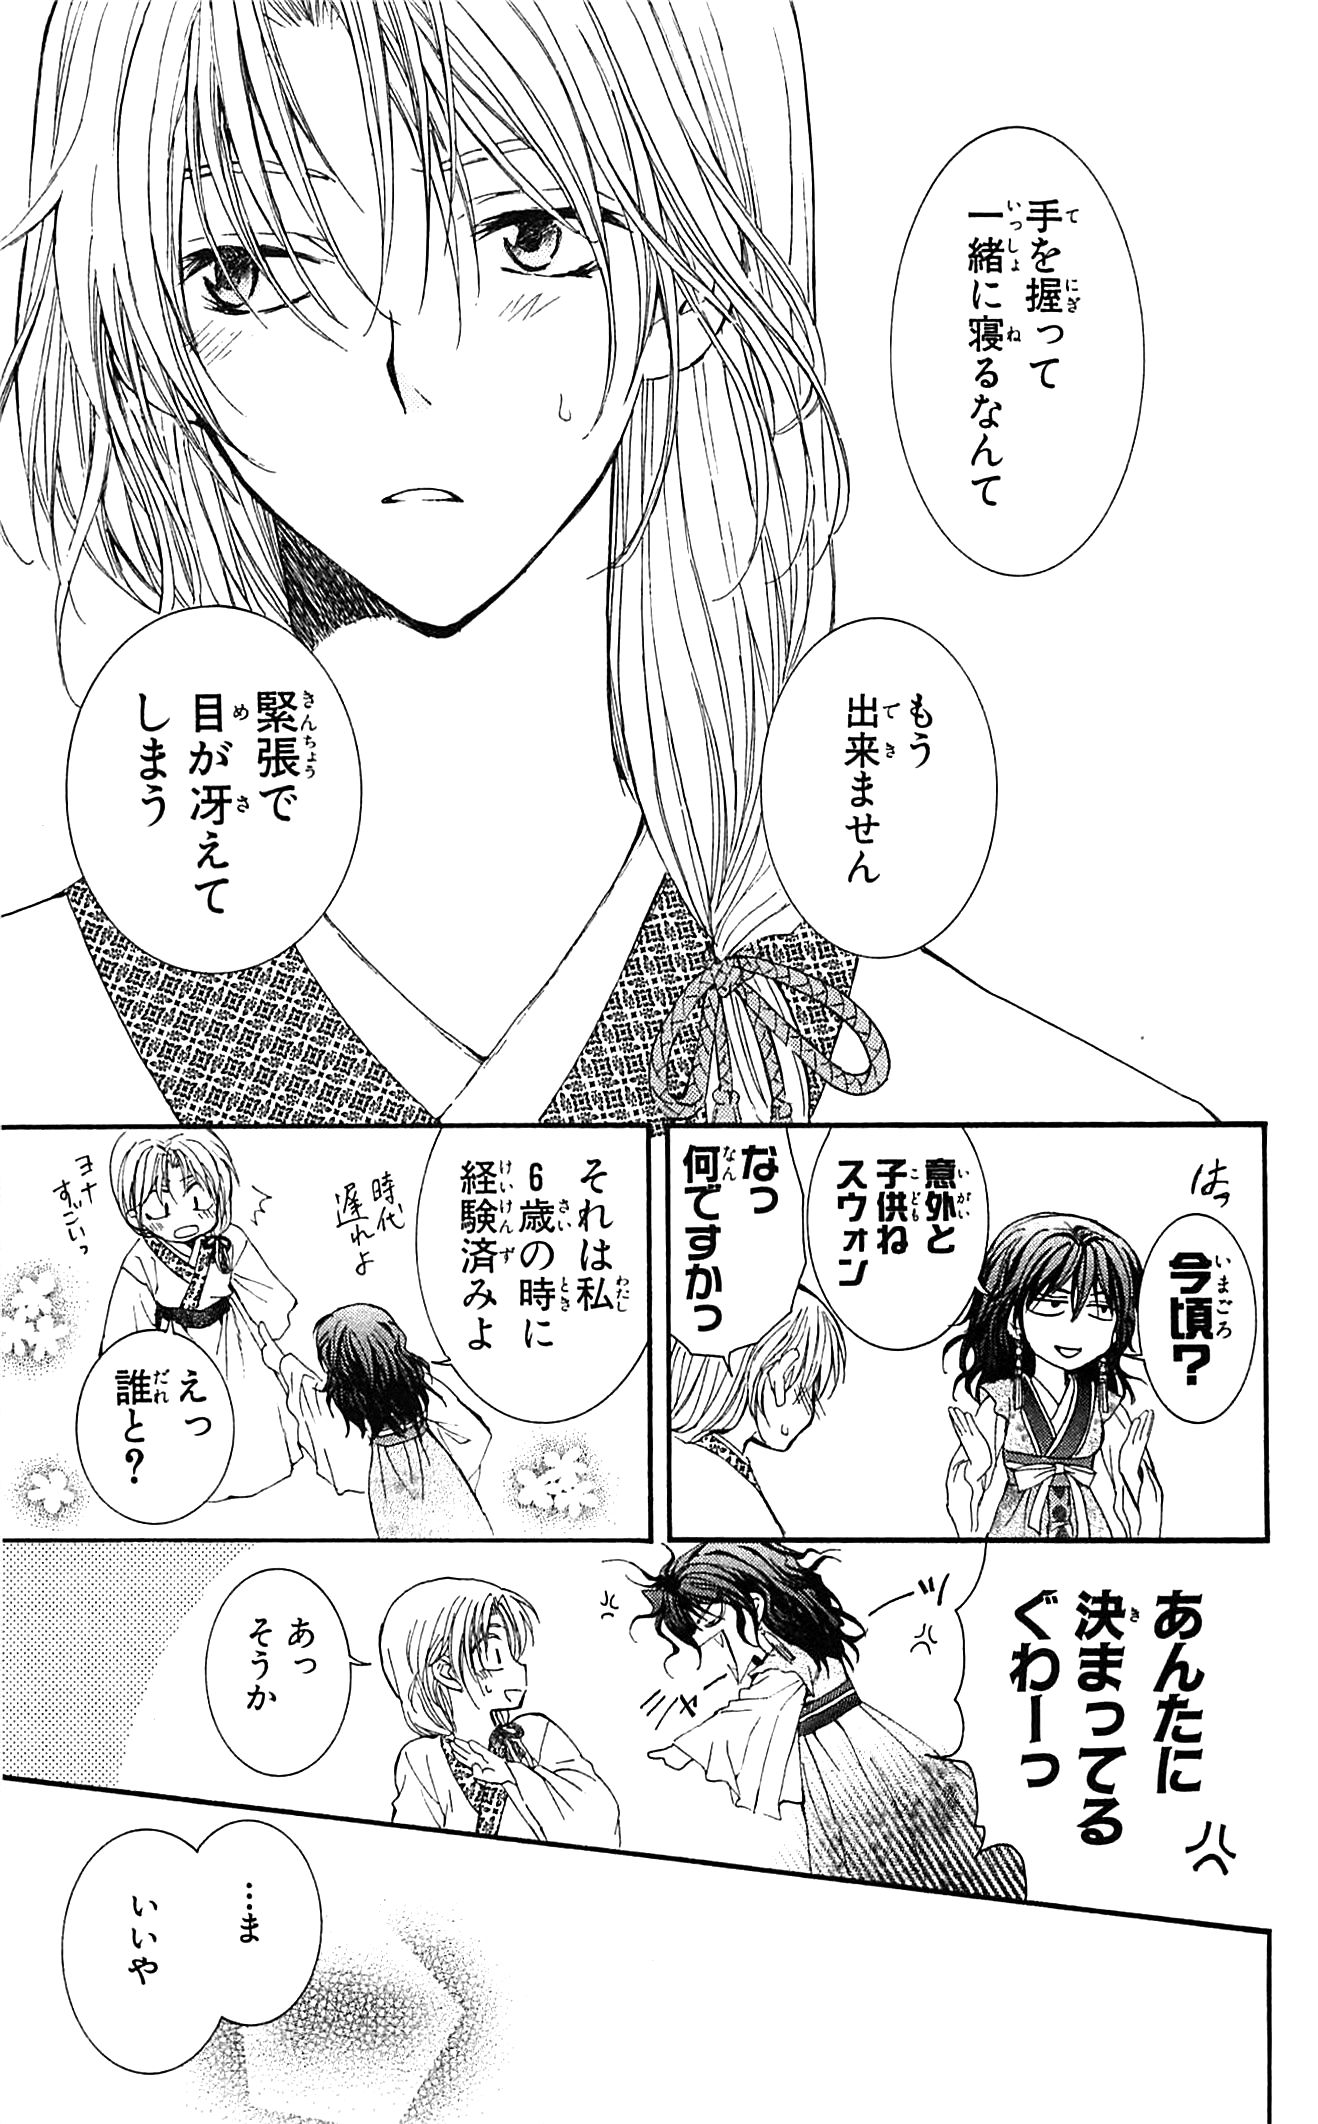 手を握って
一緒に寝るなんて
もう
出来ません
緊張で
目が冴えて
しまう
はっ
今頃?
意外と
子供ね
スウォン
なっ
何ですかっ
それは私
6歳の時に
経験済みよ
時代
遅れよ
ヨナ
すごいっ
えっ
誰と?
あんたに
決まってる
ぐわーっ
あっ
そうか
…ま
いいや